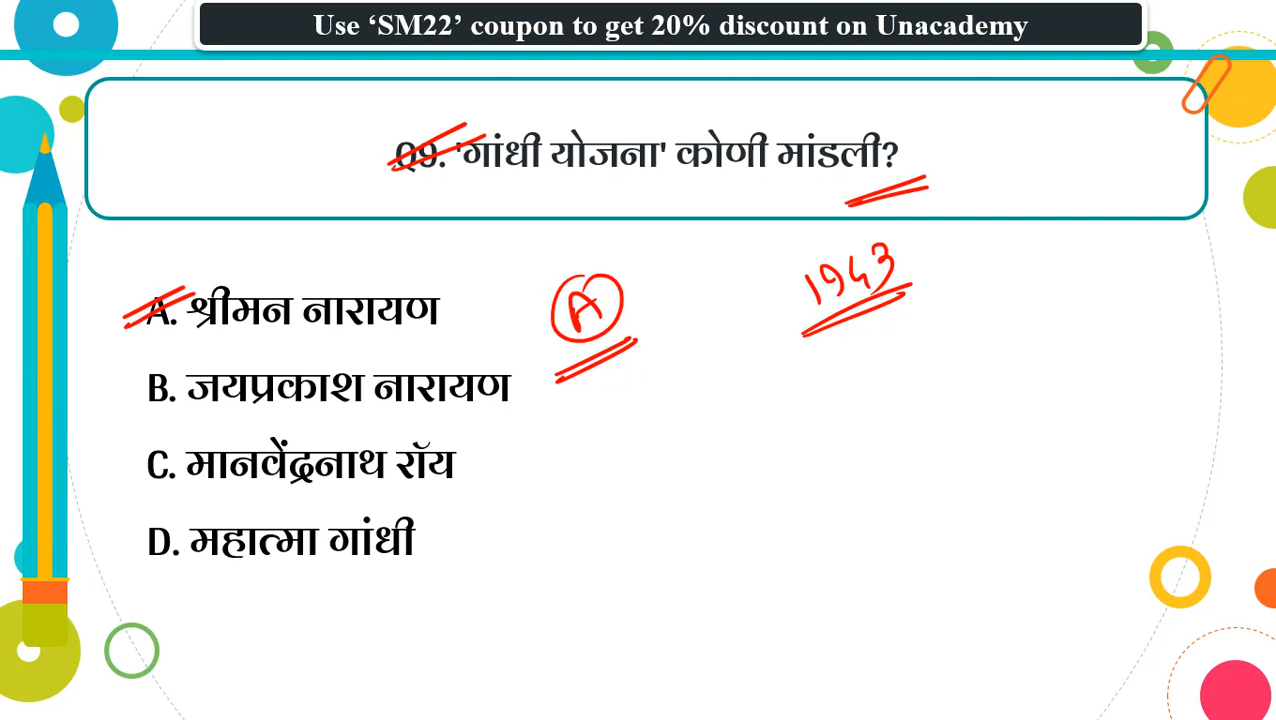 Use ‘SM22’ coupon to get 20% discount on Unacademy
Q9. 'गांधी योजना' कोणी मांडली?
1943
A. श्रीमन नारायण
A
B. जयप्रकाश नारायण
C. मानवेंद्रनाथ रॉय
D. महात्मा गांधी